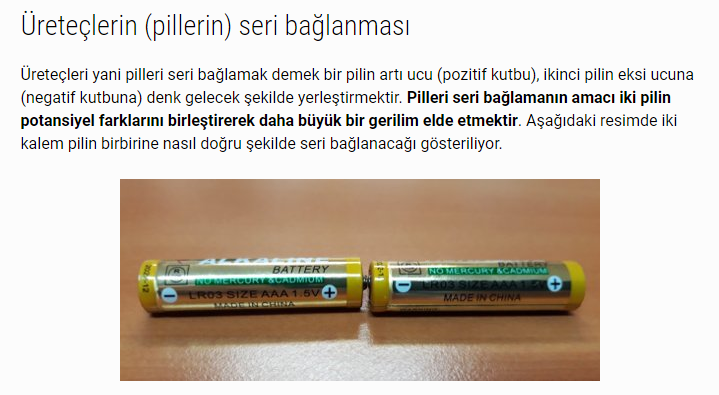 Üreteçlerin (pillerin) seri bağlanması
Üreteçleri yani pilleri seri bağlamak demek bir pilin artı ucu (pozitif kutbu), ikinci pilin eksi ucuna
(negatif kutbuna) denk gelecek şekilde yerleştirmektir. Pilleri seri bağlamanın amacı iki pilin
potansiyel farklarını birleştirerek daha büyük bir gerilim elde etmektir. Aşağıdaki resimde iki
kalem pilin birbirine nasıl doğru şekilde seri bağlanacağı gösteriliyor.
ALKALINE
BATTERY
NO MERCURY &CADMIUM
- LR03 SIZE AAA 1.5V +
MADE IN CHINA
BATTERY
NO MERCURY &CADMIUM
- LR03 SIZE AAA 1.5V +
MADE IN CHINA